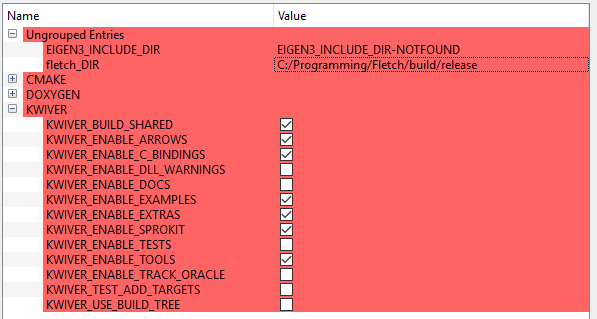 Name Value
Ungrouped Entries
EIGEN3_INCLUDE_DIR EIGEN3_INCLUDE_DIR-NOTFOUND
fletch_DIR C:/Programming/Fletch/build/release
CMAKE
DOXYGEN
KWIVER
KWIVER_BUILD_SHARED
KWIVER_ENABLE_ARROWS
KWIVER_ENABLE_C_BINDINGS
KWIVER_ENABLE_DLL_WARNINGS
KWIVER_ENABLE_DOCS
KWIVER_ENABLE_EXAMPLES
KWIVER_ENABLE_EXTRAS
KWIVER_ENABLE_SPROKIT
KWIVER_ENABLE_TESTS
KWIVER_ENABLE_TOOLS
KWIVER_ENABLE_TRACK_ORACLE
KWIVER_TEST_ADD_TARGETS
KWIVER_USE_BUILD_TREE